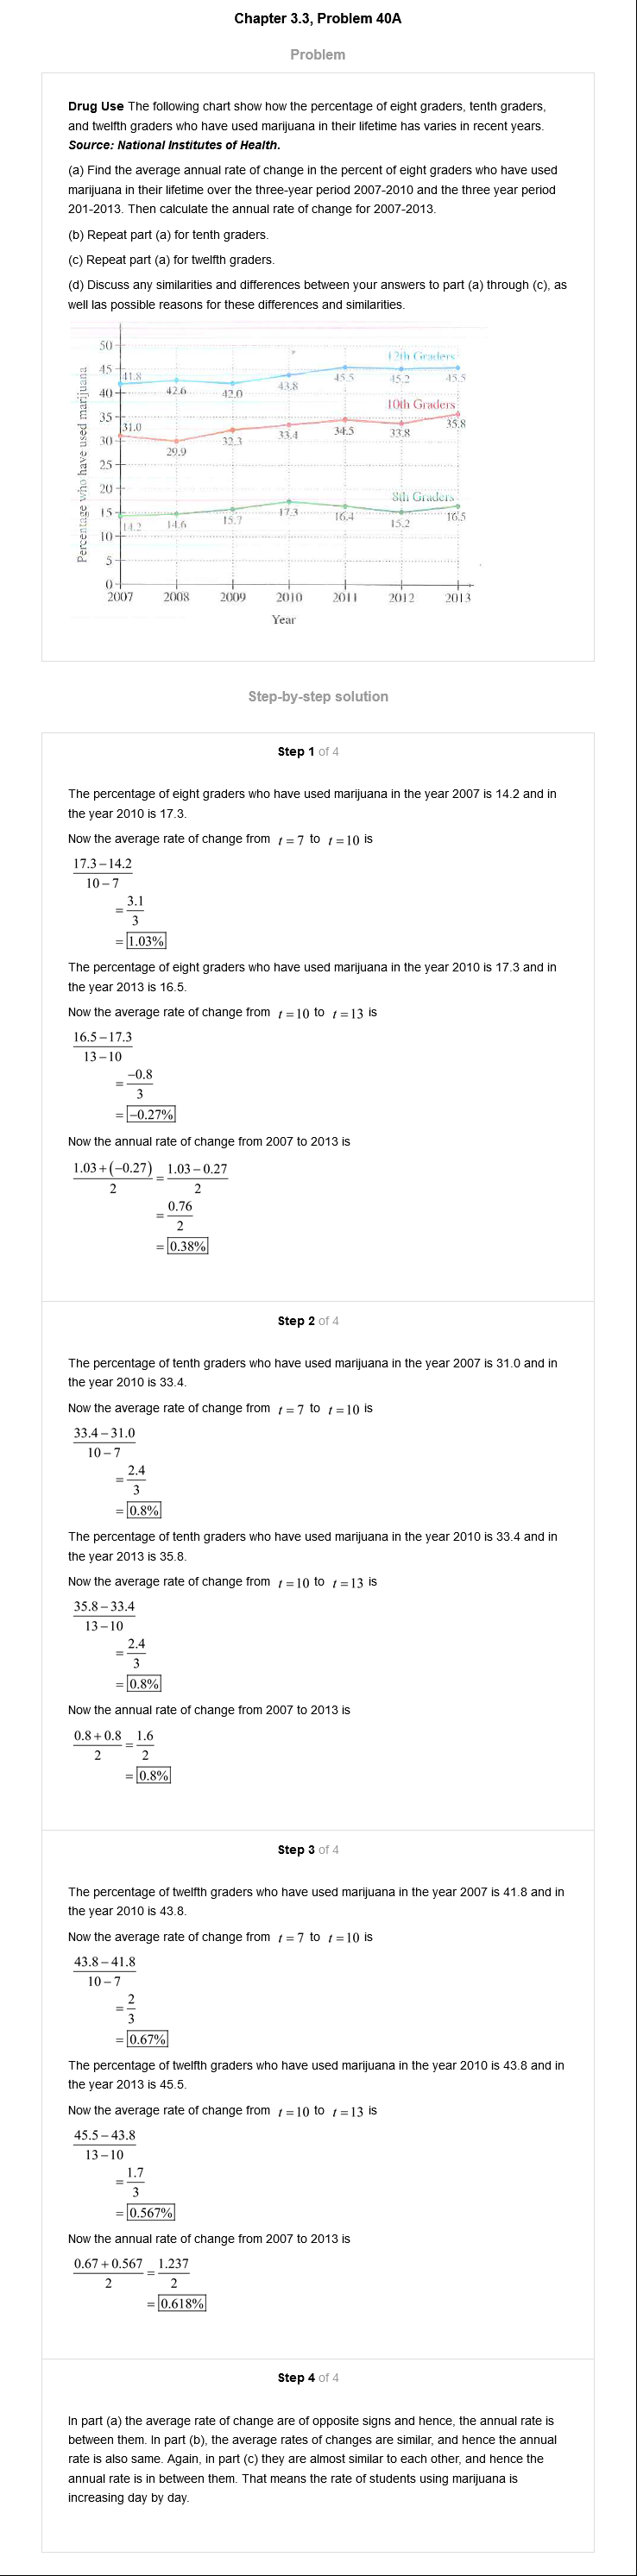 Chapter 3.3, Problem 40A
Problem
Drug Use The following chart show how the percentage of eight graders, tenth graders,
and twelfth graders who have used marijuana in their lifetime has varies in recent years.
Source: National Institutes of Health.
(a) Find the average annual rate of change in the percent of eight graders who have used
marijuana in their lifetime over the three-year period 2007-2010 and the three year period
201-2013. Then calculate the annual rate of change for 2007-2013.
(b) Repeat part (a) for tenth graders.
(c) Repeat part (a) for twelfth graders.
(d) Discuss any similarities and differences between your answers to part (a) through (c), as
well las possible reasons for these differences and similarities.
Percentage who have used marijuana
50
45
40
35
30
25
20
15
10
5
0
12th Graders
41.8 42.6 42.0 43.8 45.5 45.2 45.5
10th Graders
31.0 29.9 32.3 33.4 34.5 33.8 35.8
8th Graders
14.2 14.6 15.7 17.3 16.4 15.2 16.5
2007 2008 2009 2010 2011 2012 2013
Year
Step-by-step solution
Step 1 of 4
The percentage of eight graders who have used marijuana in the year 2007 is 14.2 and in
the year 2010 is 17.3.
Now the average rate of change from t = 7 to t = 10 is
17.3 – 14.2
10 – 7
= 3.1
3
= 1.03%
The percentage of eight graders who have used marijuana in the year 2010 is 17.3 and in
the year 2013 is 16.5.
Now the average rate of change from t = 10 to t = 13 is
16.5 – 17.3
13 – 10
= –0.8
3
= –0.27%
Now the annual rate of change from 2007 to 2013 is
1.03 + (–0.27) = 1.03 – 0.27
2 2
= 0.76
2
= 0.38%
Step 2 of 4
The percentage of tenth graders who have used marijuana in the year 2007 is 31.0 and in
the year 2010 is 33.4.
Now the average rate of change from t = 7 to t = 10 is
33.4 – 31.0
10 – 7
= 2.4
3
= 0.8%
The percentage of tenth graders who have used marijuana in the year 2010 is 33.4 and in
the year 2013 is 35.8.
Now the average rate of change from t = 10 to t = 13 is
35.8 – 33.4
13 – 10
= 2.4
3
= 0.8%
Now the annual rate of change from 2007 to 2013 is
0.8 + 0.8 = 1.6
2 2
= 0.8%
Step 3 of 4
The percentage of twelfth graders who have used marijuana in the year 2007 is 41.8 and in
the year 2010 is 43.8.
Now the average rate of change from t = 7 to t = 10 is
43.8 – 41.8
10 – 7
= 2
3
= 0.67%
The percentage of twelfth graders who have used marijuana in the year 2010 is 43.8 and in
the year 2013 is 45.5.
Now the average rate of change from t = 10 to t = 13 is
45.5 – 43.8
13 – 10
= 1.7
3
= 0.567%
Now the annual rate of change from 2007 to 2013 is
0.67 + 0.567 = 1.237
2 2
= 0.618%
Step 4 of 4
In part (a) the average rate of change are of opposite signs and hence, the annual rate is
between them. In part (b), the average rates of changes are similar, and hence the annual
rate is also same. Again, in part (c) they are almost similar to each other, and hence the
annual rate is in between them. That means the rate of students using marijuana is
increasing day by day.